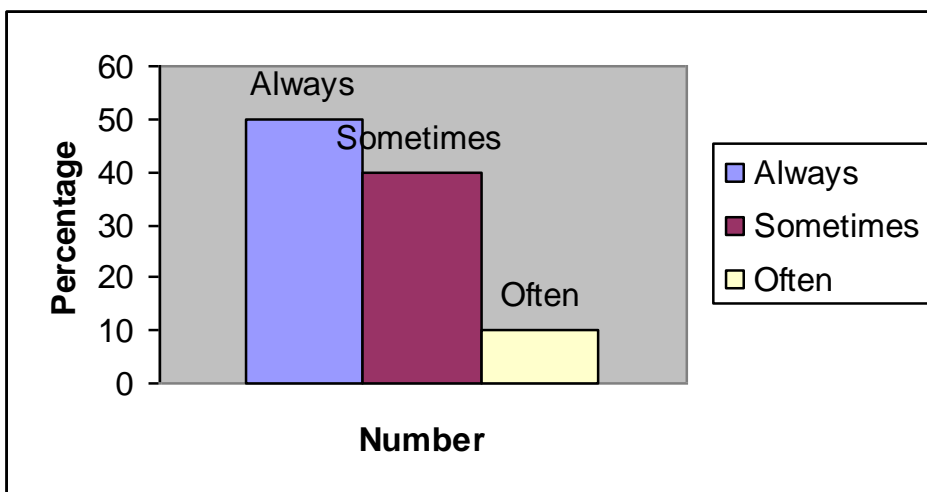 60
Always
50
Sometimes
40
30
20
Often
10
0
Percentage
Number
Always
Sometimes
Often